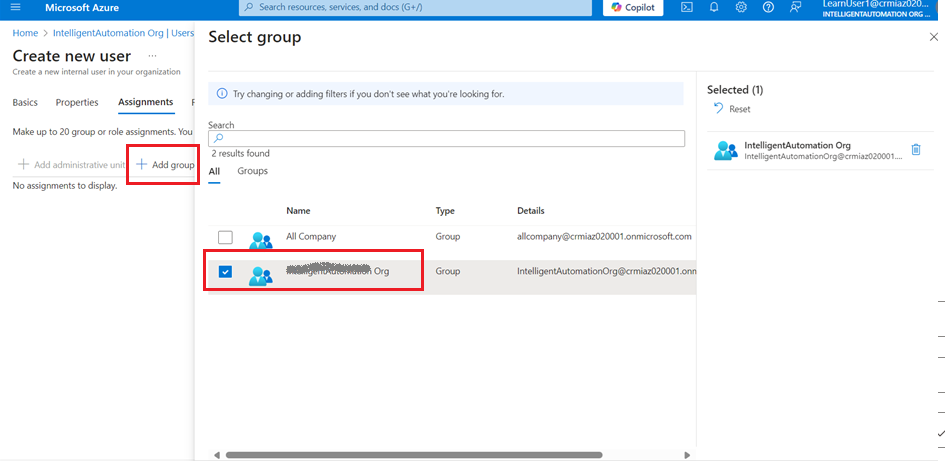 Microsoft Azure
Search resources, services, and docs (G+/)
Copilot
LearnUser1@crmiaz020...
INTELLIGENTAUTOMATION ORG ...
Home > IntelligentAutomation Org | Users
Create new user ...
Create a new internal user in your organization
Basics Properties Assignments
Make up to 20 group or role assignments. You
+ Add administrative unit + Add group
No assignments to display.
Select group
Try changing or adding filters if you don't see what you're looking for.
Search
2 results found
All Groups
Name Type Details
All Company Group allcompany@crmiaz020001.onmicrosoft.com
Org Group IntelligentAutomationOrg@crmiaz020001.onm
Selected (1)
Reset
IntelligentAutomation Org
IntelligentAutomationOrg@crmiaz020001....